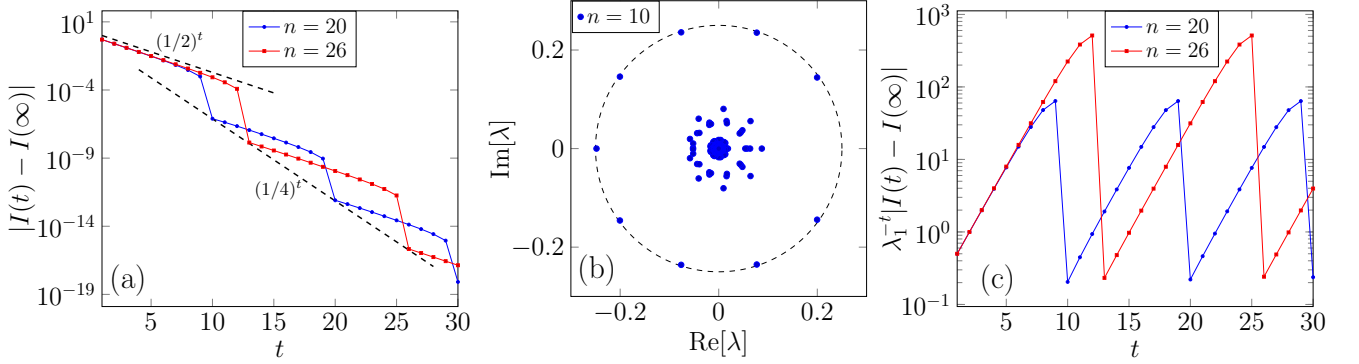 |I(t) − I(∞)|
10^1
10^−4
10^−9
10^−14
10^−19
n = 20
n = 26
(1/2)^t
(1/4)^t
(a)
5 10 15 20 25 30
t
Im[λ]
0.2
0
−0.2
n = 10
(b)
−0.2 0 0.2
Re[λ]
λ_1^−t|I(t) − I(∞)|
10^3
10^2
10^1
10^0
10^−1
n = 20
n = 26
(c)
5 10 15 20 25 30
t